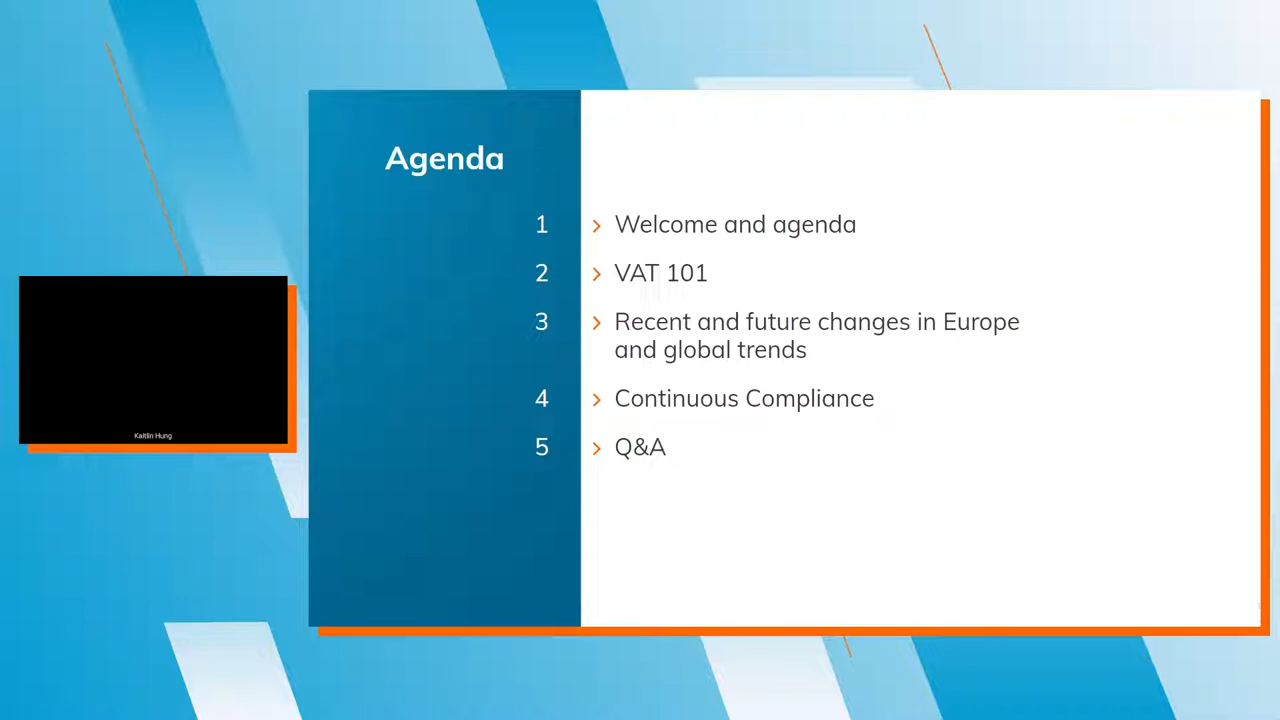 Agenda
1 Welcome and agenda
2 VAT 101
3 Recent and future changes in Europe
and global trends
4 Continuous Compliance
5 Q&A
Kaitlin Hung